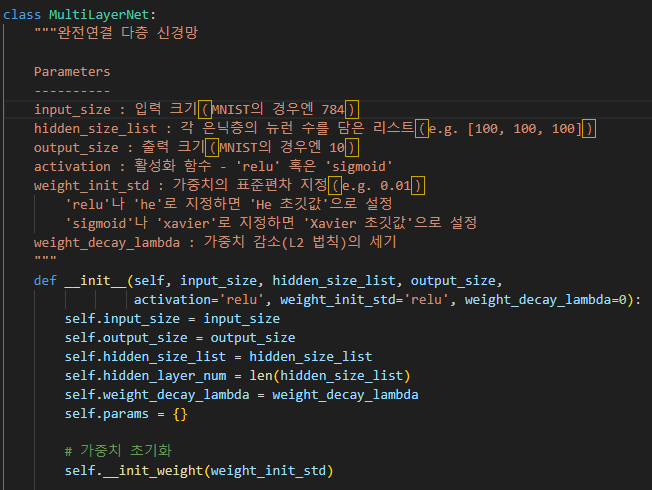 class MultiLayerNet:
    """완전연결 다층 신경망

    Parameters
    ----------
    input_size : 입력 크기(MNIST의 경우엔 784)
    hidden_size_list : 각 은닉층의 뉴런 수를 담은 리스트(e.g. [100, 100, 100])
    output_size : 출력 크기(MNIST의 경우엔 10)
    activation : 활성화 함수 - 'relu' 혹은 'sigmoid'
    weight_init_std : 가중치의 표준편차 지정(e.g. 0.01)
        'relu'나 'he'로 지정하면 'He 초깃값'으로 설정
        'sigmoid'나 'xavier'로 지정하면 'Xavier 초깃값'으로 설정
    weight_decay_lambda : 가중치 감소(L2 법칙)의 세기
    """
    def __init__(self, input_size, hidden_size_list, output_size,
                 activation='relu', weight_init_std='relu', weight_decay_lambda=0):
        self.input_size = input_size
        self.output_size = output_size
        self.hidden_size_list = hidden_size_list
        self.hidden_layer_num = len(hidden_size_list)
        self.weight_decay_lambda = weight_decay_lambda
        self.params = {}

        # 가중치 초기화
        self.__init_weight(weight_init_std)